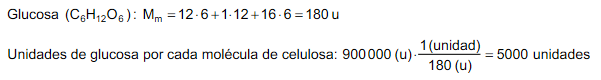 Glucosa (C₆H₁₂O₆): Mₘ = 12·6 + 1·12 + 16·6 = 180 u
Unidades de glucosa por cada molécula de celulosa: 900 000 (u)· 1 (unidad) / 180 (u) = 5000 unidades